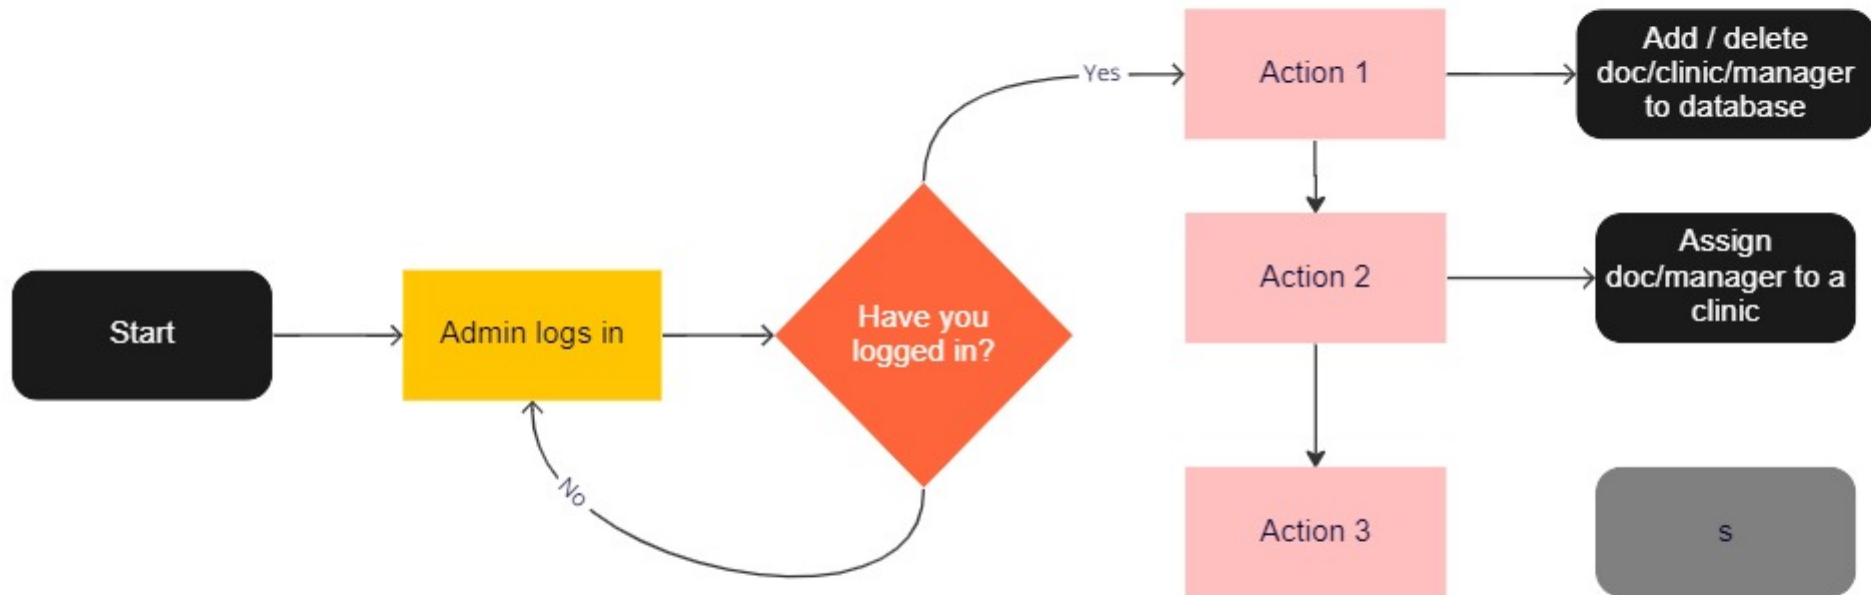 Start
Admin logs in
Have you
logged in?
No
Yes
Action 1
Add / delete
doc/clinic/manager
to database
Action 2
Assign
doc/manager to a
clinic
Action 3
s